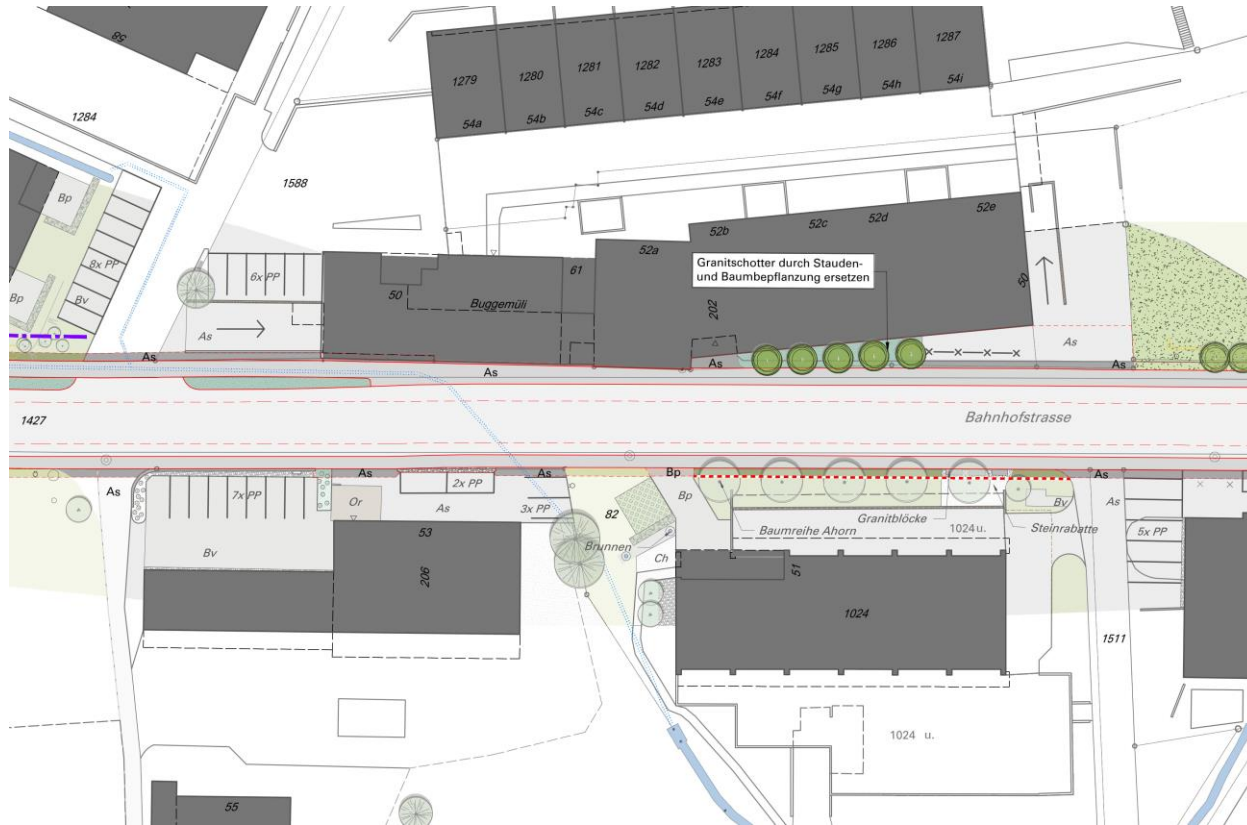 58
1279
1280
1281
1282
1283
1284
1285
1286
1287
54a
54b
54c
54d
54e
54f
54g
54h
54i
1284
1588
Bp
8x PP
Bv
Bp
6x PP
As
50
61
Buggemüli
52a
52b
52c
52d
52e
Granitschotter durch Stauden-
und Baumbepflanzung ersetzen
202
50
As
As
As
As
As
1427
Bahnhofstrasse
As
As
As
Bp
As
7x PP
Or
2x PP
As
3x PP
82
Bp
Baumreihe Ahorn
Granitblöcke
1024 u.
Steinrabatte
Bv
As
5x PP
Bv
53
206
Brunnen
Ch
51
1024
1511
1024 u.
55